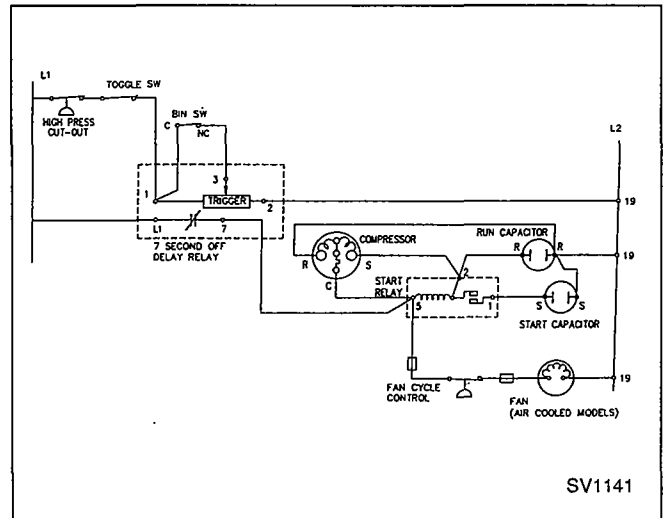 L1
TOGGLE SW
HIGH PRESS
CUT-OUT
BIN SW
C
NC
L2
3
1
TRIGGER
2
19
L1
7
7 SECOND OFF
DELAY RELAY
COMPRESSOR
RUN CAPACITOR
R
S
R
R
19
C
START
RELAY
2
5
1
S
S
START CAPACITOR
FAN CYCLE
CONTROL
FAN
(AIR COOLED MODELS)
19
SV1141